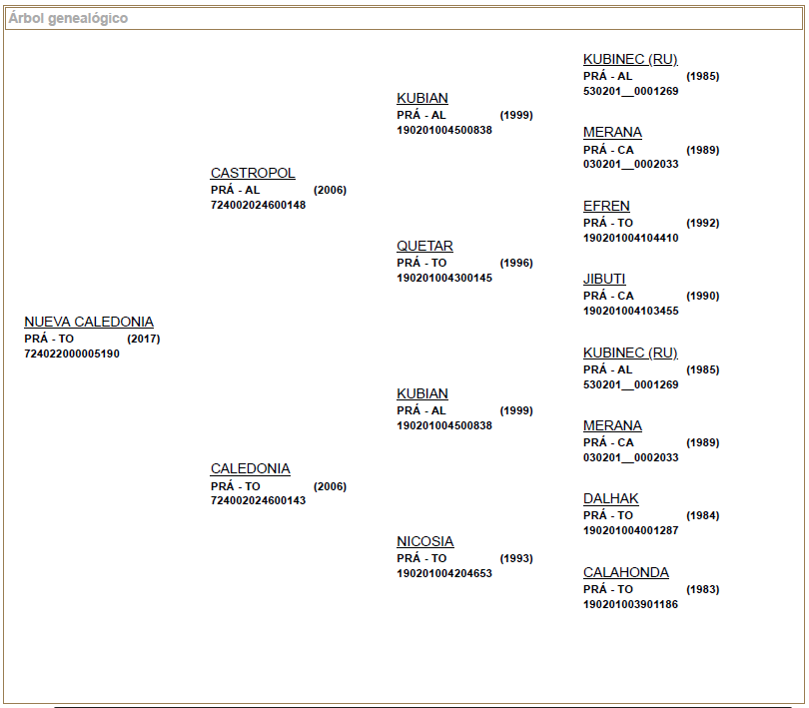 Árbol genealógico
KUBINEC (RU)
PRÁ - AL (1985)
530201__0001269
KUBIAN
PRÁ - AL (1999)
190201004500838
MERANA
PRÁ - CA (1989)
030201__0002033
CASTROPOL
PRÁ - AL (2006)
724002024600148
EFREN
PRÁ - TO (1992)
190201004104410
QUETAR
PRÁ - TO (1996)
190201004300145
JIBUTI
PRÁ - CA (1990)
190201004103455
NUEVA CALEDONIA
PRÁ - TO (2017)
724022000005190
KUBINEC (RU)
PRÁ - AL (1985)
530201__0001269
KUBIAN
PRÁ - AL (1999)
190201004500838
MERANA
PRÁ - CA (1989)
030201__0002033
CALEDONIA
PRÁ - TO (2006)
724002024600143
DALHAK
PRÁ - TO (1984)
190201004001287
NICOSIA
PRÁ - TO (1993)
190201004204653
CALAHONDA
PRÁ - TO (1983)
190201003901186